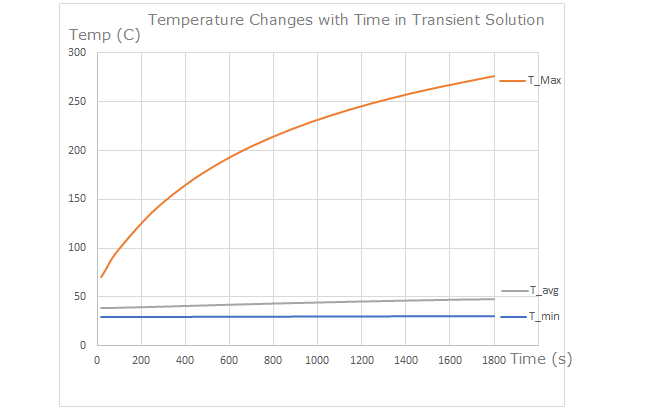 Temperature Changes with Time in Transient Solution
Temp (C)
300
250
200
150
100
50
0
T_Max
T_avg
T_min
0 200 400 600 800 1000 1200 1400 1600 1800 Time (s)